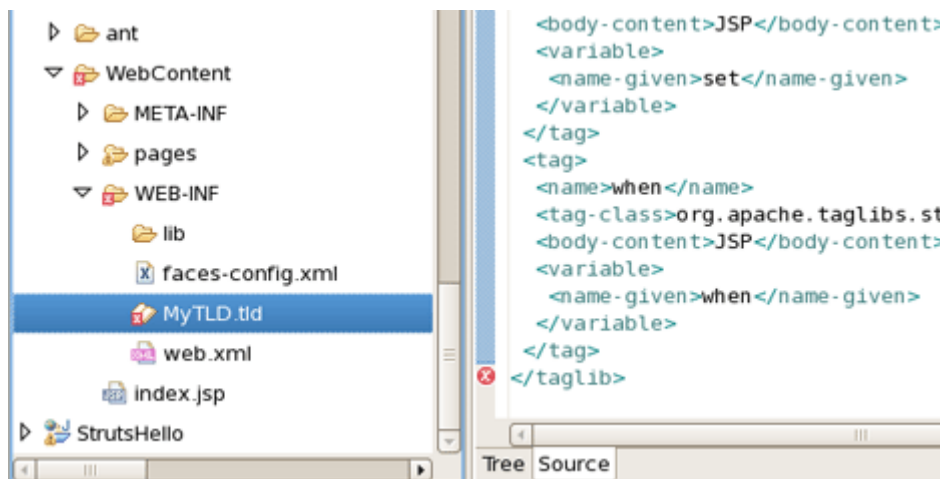 ant
WebContent
META-INF
pages
WEB-INF
lib
faces-config.xml
MyTLD.tld
web.xml
index.jsp
StrutsHello
<body-content>JSP</body-content>
<variable>
<name-given>set</name-given>
</variable>
</tag>
<tag>
<name>when</name>
<tag-class>org.apache.taglibs.st
<body-content>JSP</body-content>
<variable>
<name-given>when</name-given>
</variable>
</tag>
</taglib>
Tree Source